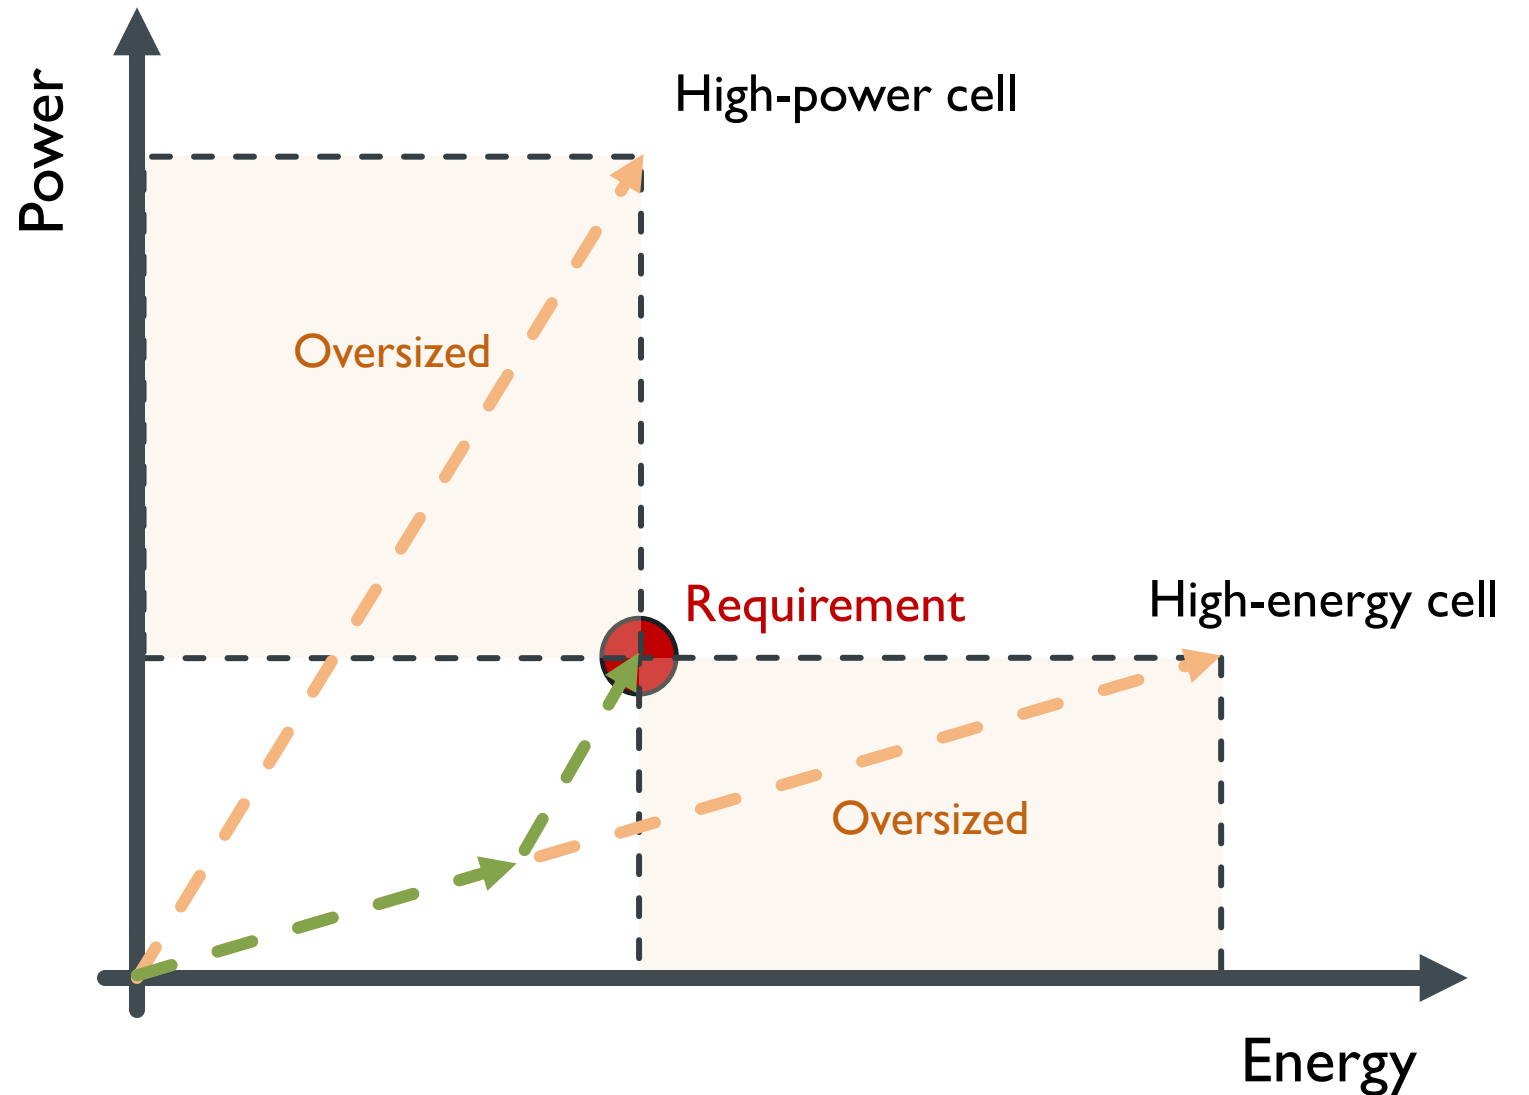 Power
High-power cell
Oversized
Requirement
High-energy cell
Oversized
Energy